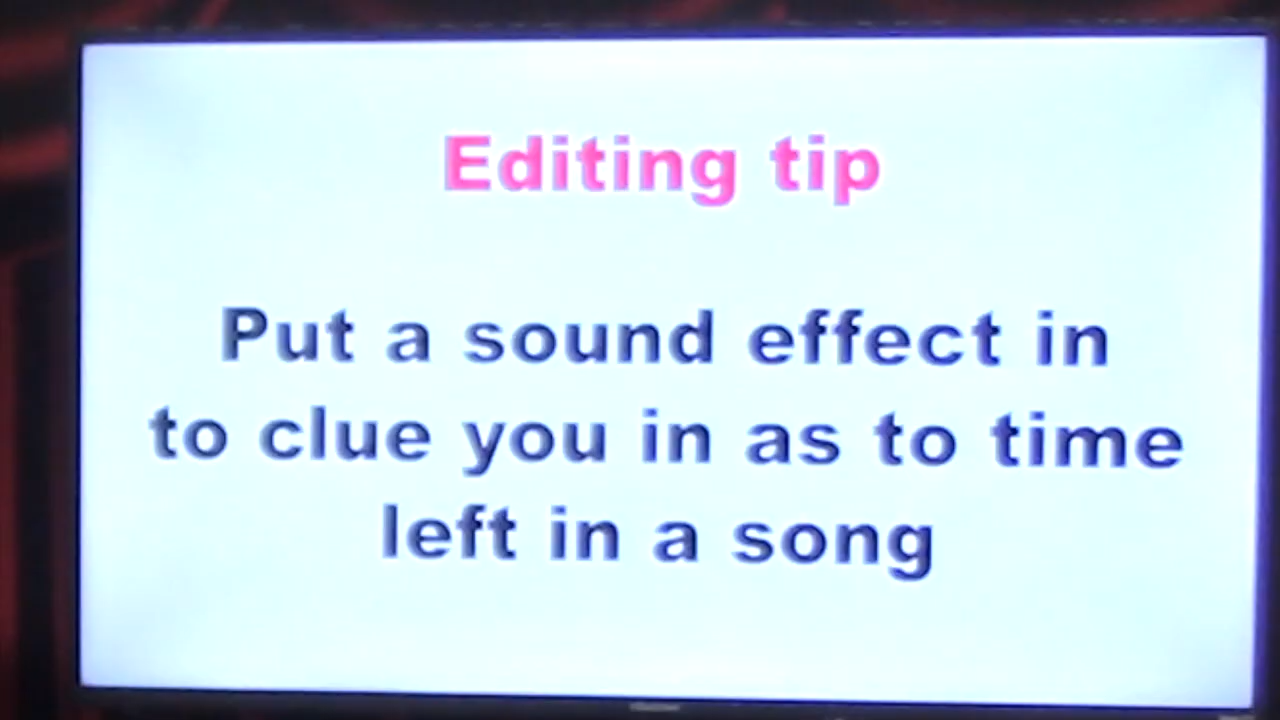 Editing tip
Put a sound effect in
to clue you in as to time
left in a song